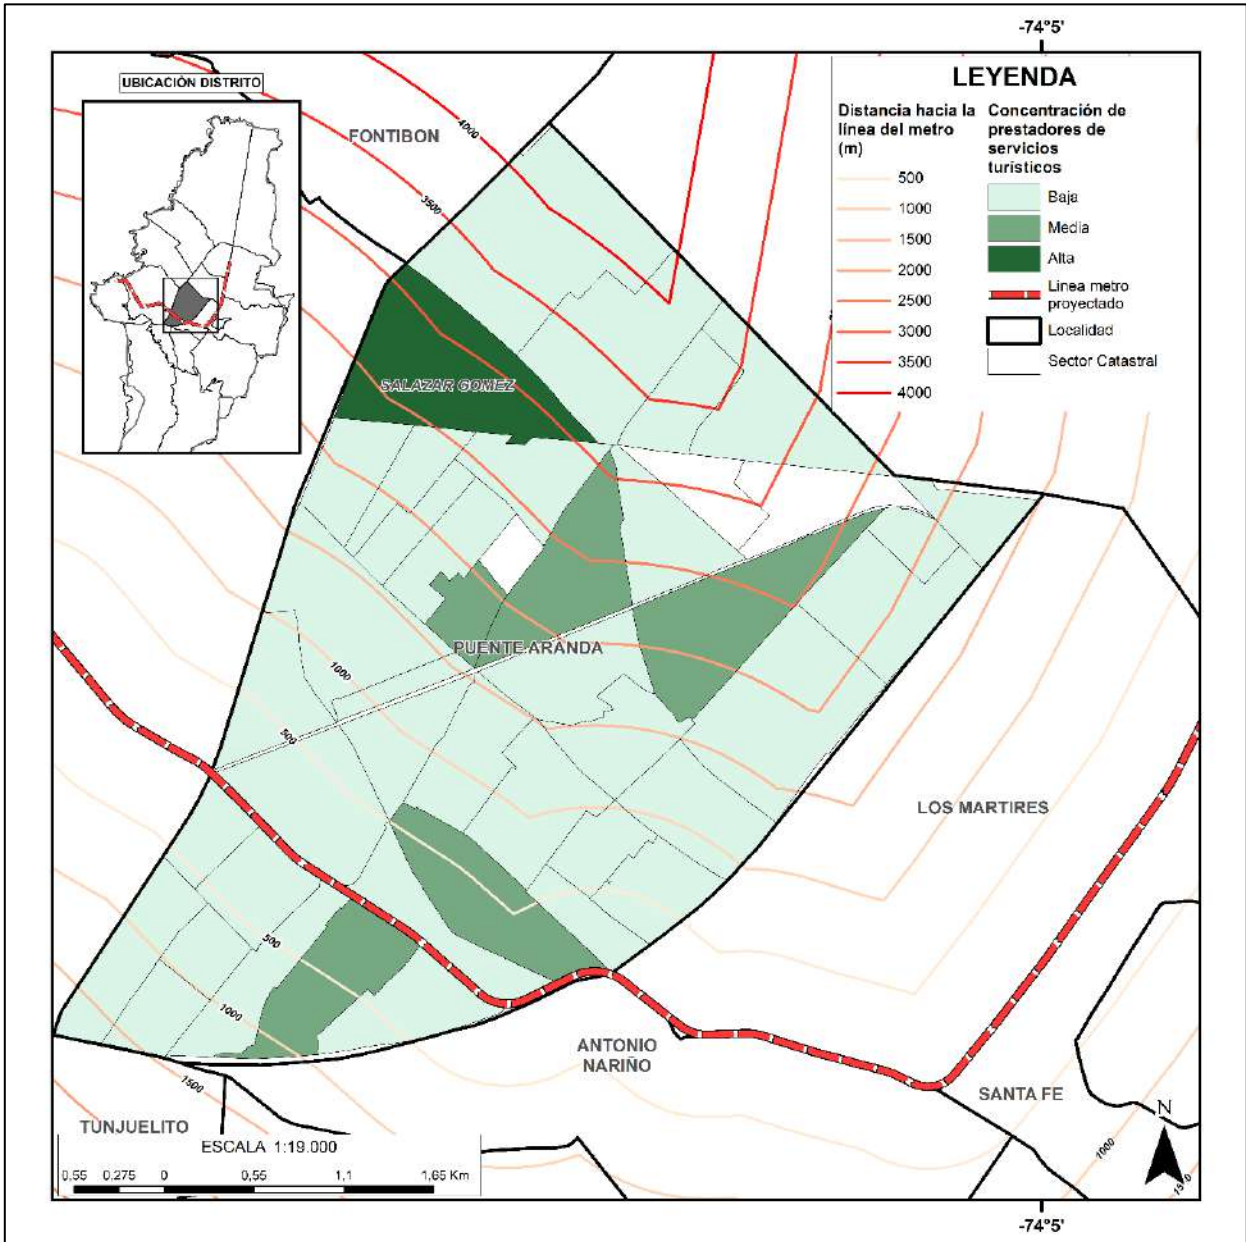 -74°5'
UBICACIÓN DISTRITO
FONTIBON
4000
3500
LEYENDA
Distancia hacia la
línea del metro
(m)
500
1000
1500
2000
2500
3000
3500
4000
Concentración de
prestadores de
servicios
turísticos
Baja
Media
Alta
Linea metro
proyectado
Localidad
Sector Catastral
SALAZAR GOMEZ
PUENTE ARANDA
1000
500
LOS MARTIRES
500
1000
1500
ANTONIO
NARIÑO
SANTA FE
TUNJUELITO
N
1000
1500
ESCALA 1:19.000
0,55 0,275 0 0,55 1,1 1,65 Km
-74°5'